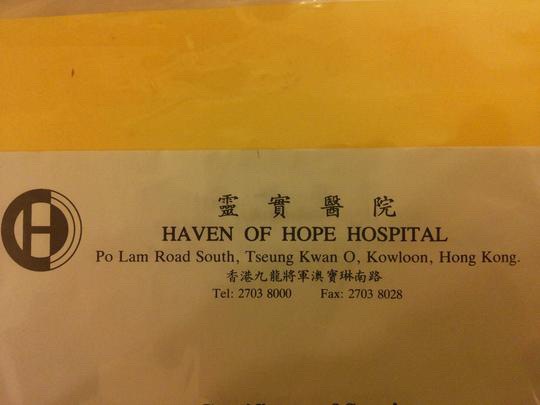 H
靈實醫院
HAVEN OF HOPE HOSPITAL
Po Lam Road South, Tseung Kwan O, Kowloon, Hong Kong.
香港九龍將軍澳寶琳南路
Tel: 2703 8000 Fax: 2703 8028